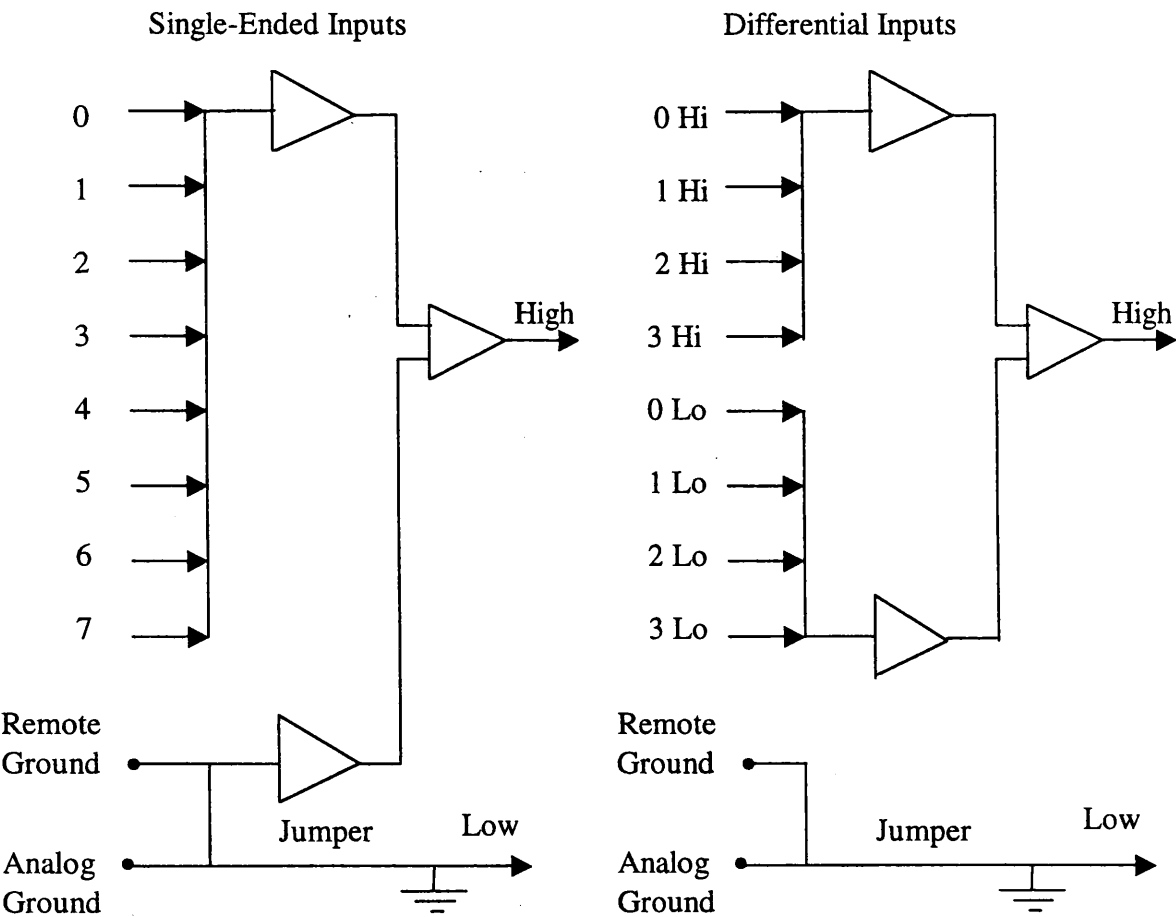 Single-Ended Inputs
0
1
2
3
4
5
6
7
High
Remote
Ground
Jumper
Low
Analog
Ground
Differential Inputs
0 Hi
1 Hi
2 Hi
3 Hi
0 Lo
1 Lo
2 Lo
3 Lo
High
Remote
Ground
Jumper
Low
Analog
Ground